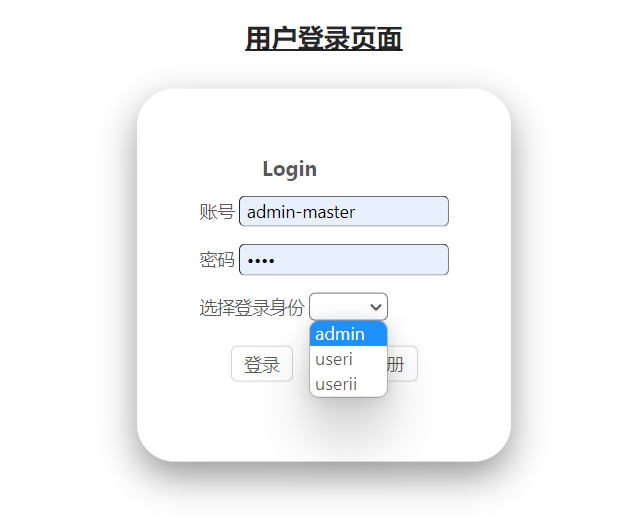 用户登录页面
Login
账号 admin-master
密码 ••••
选择登录身份
admin
useri
userii
登录 册